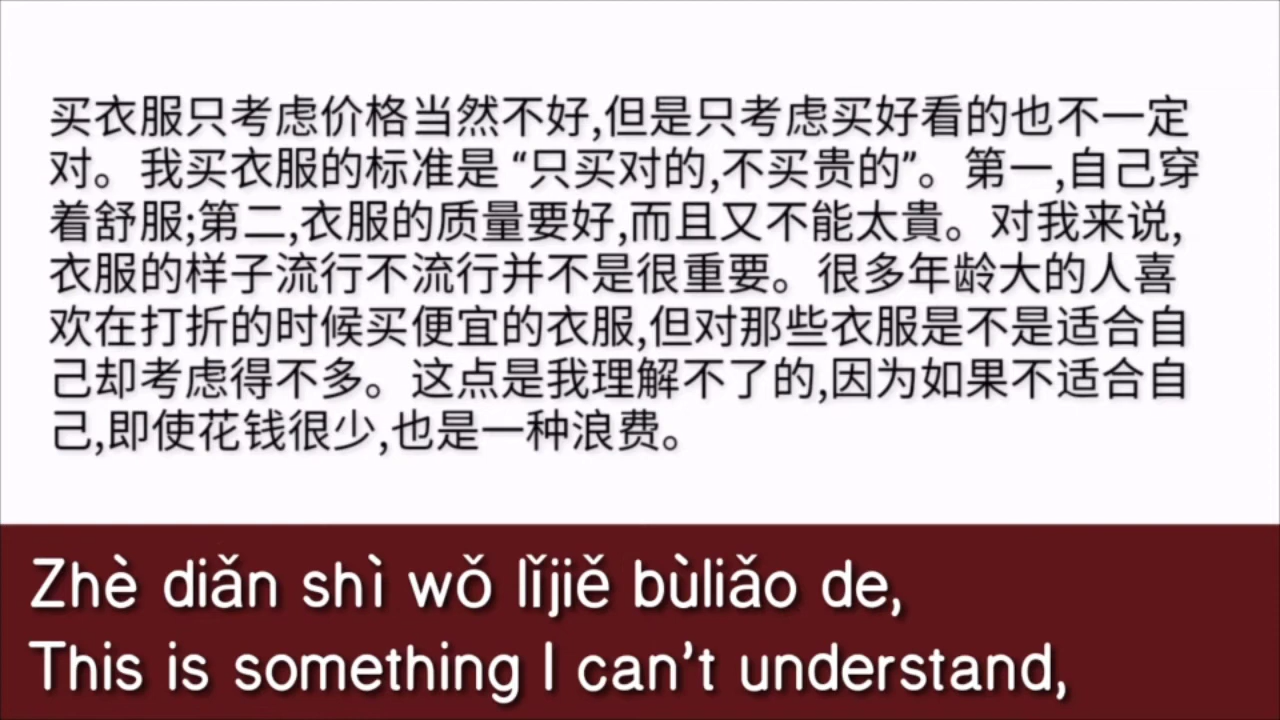 买衣服只考虑价格当然不好,但是只考虑买好看的也不一定
对。我买衣服的标准是 “只买对的,不买贵的”。第一,自己穿
着舒服;第二,衣服的质量要好,而且又不能太貴。对我来说,
衣服的样子流行不流行并不是很重要。很多年龄大的人喜
欢在打折的时候买便宜的衣服,但对那些衣服是不是适合自
己却考虑得不多。这点是我理解不了的,因为如果不适合自
己,即使花钱很少,也是一种浪费。
Zhè diǎn shì wǒ lǐjiě bùliǎo de,
This is something I can’t understand,